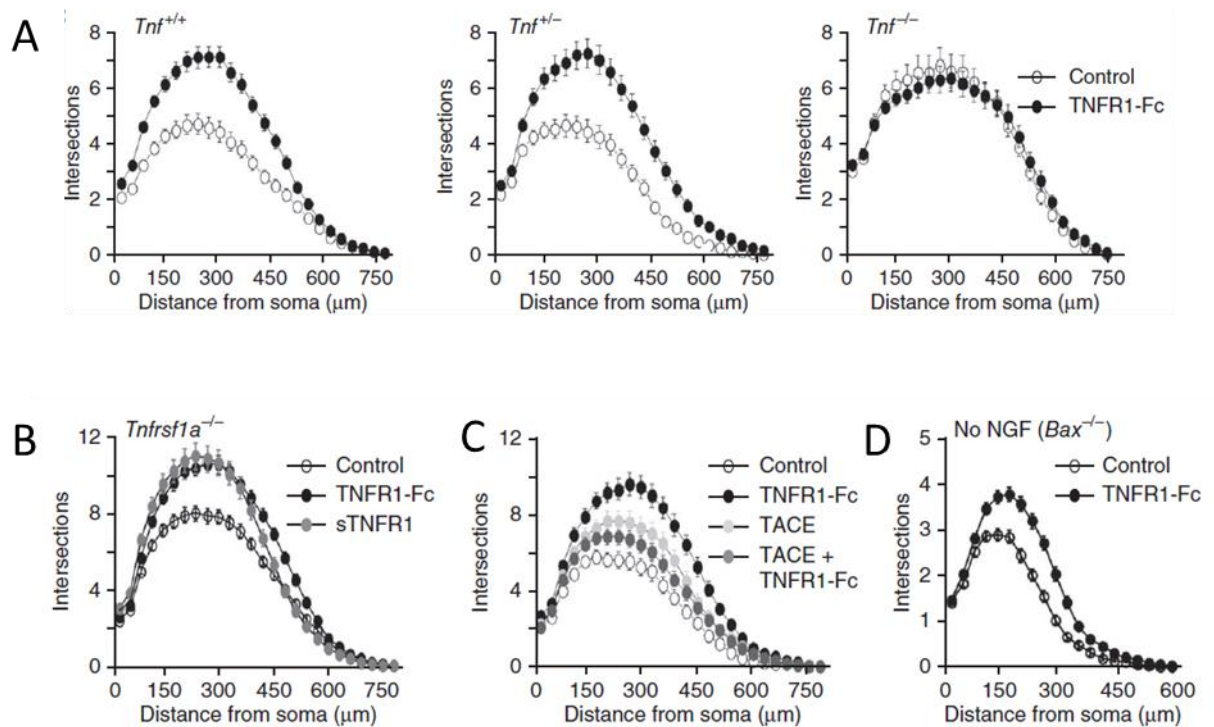 A
Tnf+/+
8
6
4
2
0
Intersections
0 150 300 450 600 750
Distance from soma (µm)
Tnf+/−
8
6
4
2
0
Intersections
0 150 300 450 600 750
Distance from soma (µm)
Tnf−/−
8
6
4
2
0
Intersections
0 150 300 450 600 750
Distance from soma (µm)
Control
TNFR1-Fc
B
Tnfrsf1a−/−
12
8
4
0
Intersections
0 150 300 450 600 750
Distance from soma (µm)
Control
TNFR1-Fc
sTNFR1
C
12
10
8
6
4
2
0
Intersections
0 150 300 450 600 750
Distance from soma (µm)
Control
TNFR1-Fc
TACE
TACE +
TNFR1-Fc
D
No NGF (Bax−/−)
5
4
3
2
1
0
Intersections
0 150 300 450 600
Distance from soma (µm)
Control
TNFR1-Fc